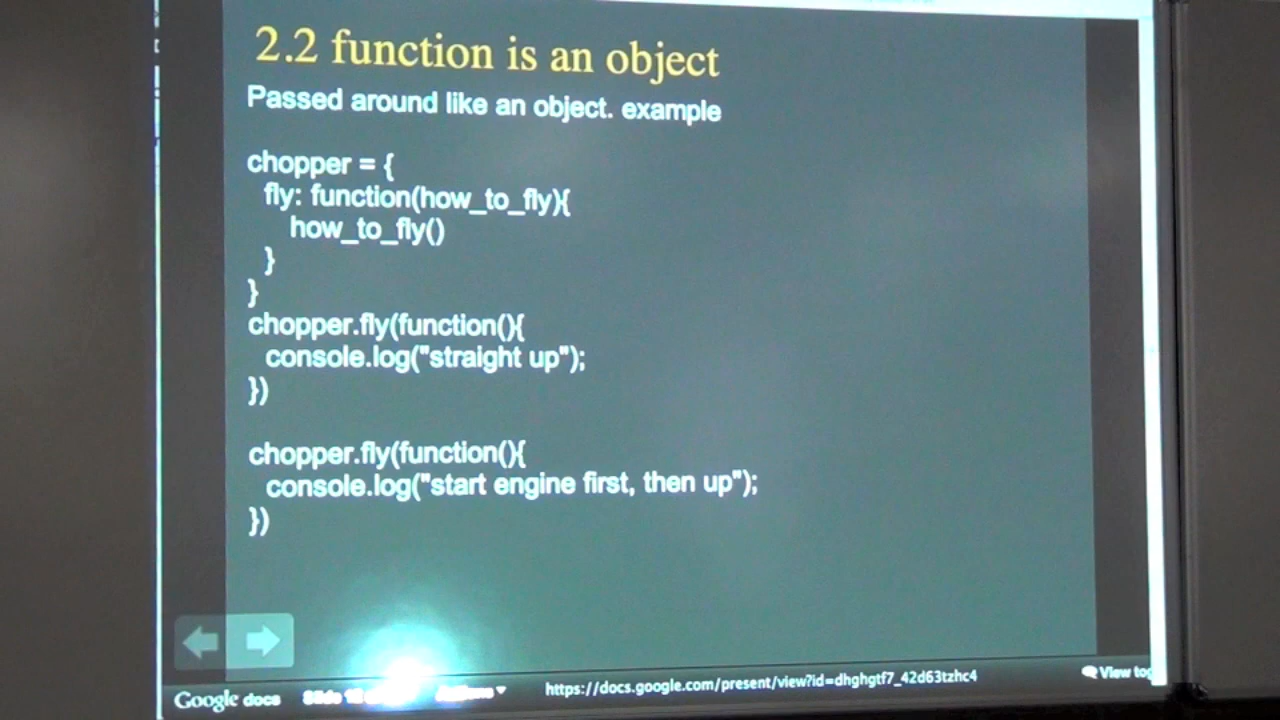 2.2 function is an object
Passed around like an object. example
chopper = {
fly: function(how_to_fly){
how_to_fly()
}
}
chopper.fly(function(){
console.log("straight up");
})
chopper.fly(function(){
console.log("start engine first, then up");
})
Google docs
https://docs.google.com/present/view?id=dhghgtf7_42d63tzhc4
View